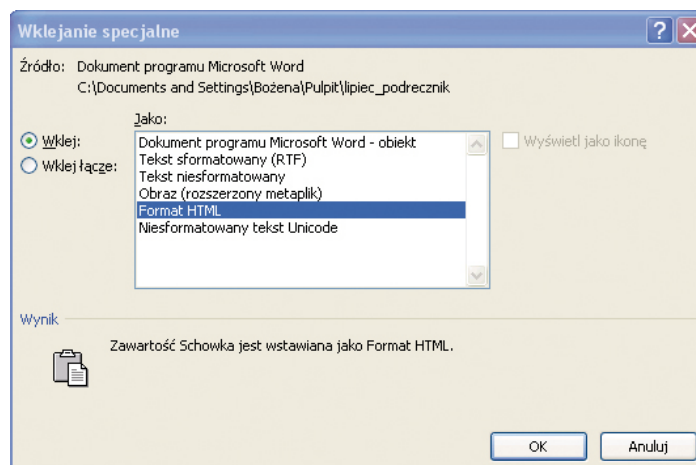 Wklejanie specjalne
Źródło: Dokument programu Microsoft Word
C:\Documents and Settings\Bożena\Pulpit\lipiec_podrecznik
Jako:
Wklej:
Wklej łącze:
Dokument programu Microsoft Word - obiekt
Tekst sformatowany (RTF)
Tekst niesformatowany
Obraz (rozszerzony metaplik)
Format HTML
Niesformatowany tekst Unicode
Wyświetl jako ikonę
Wynik
Zawartość Schowka jest wstawiana jako Format HTML.
OK Anuluj